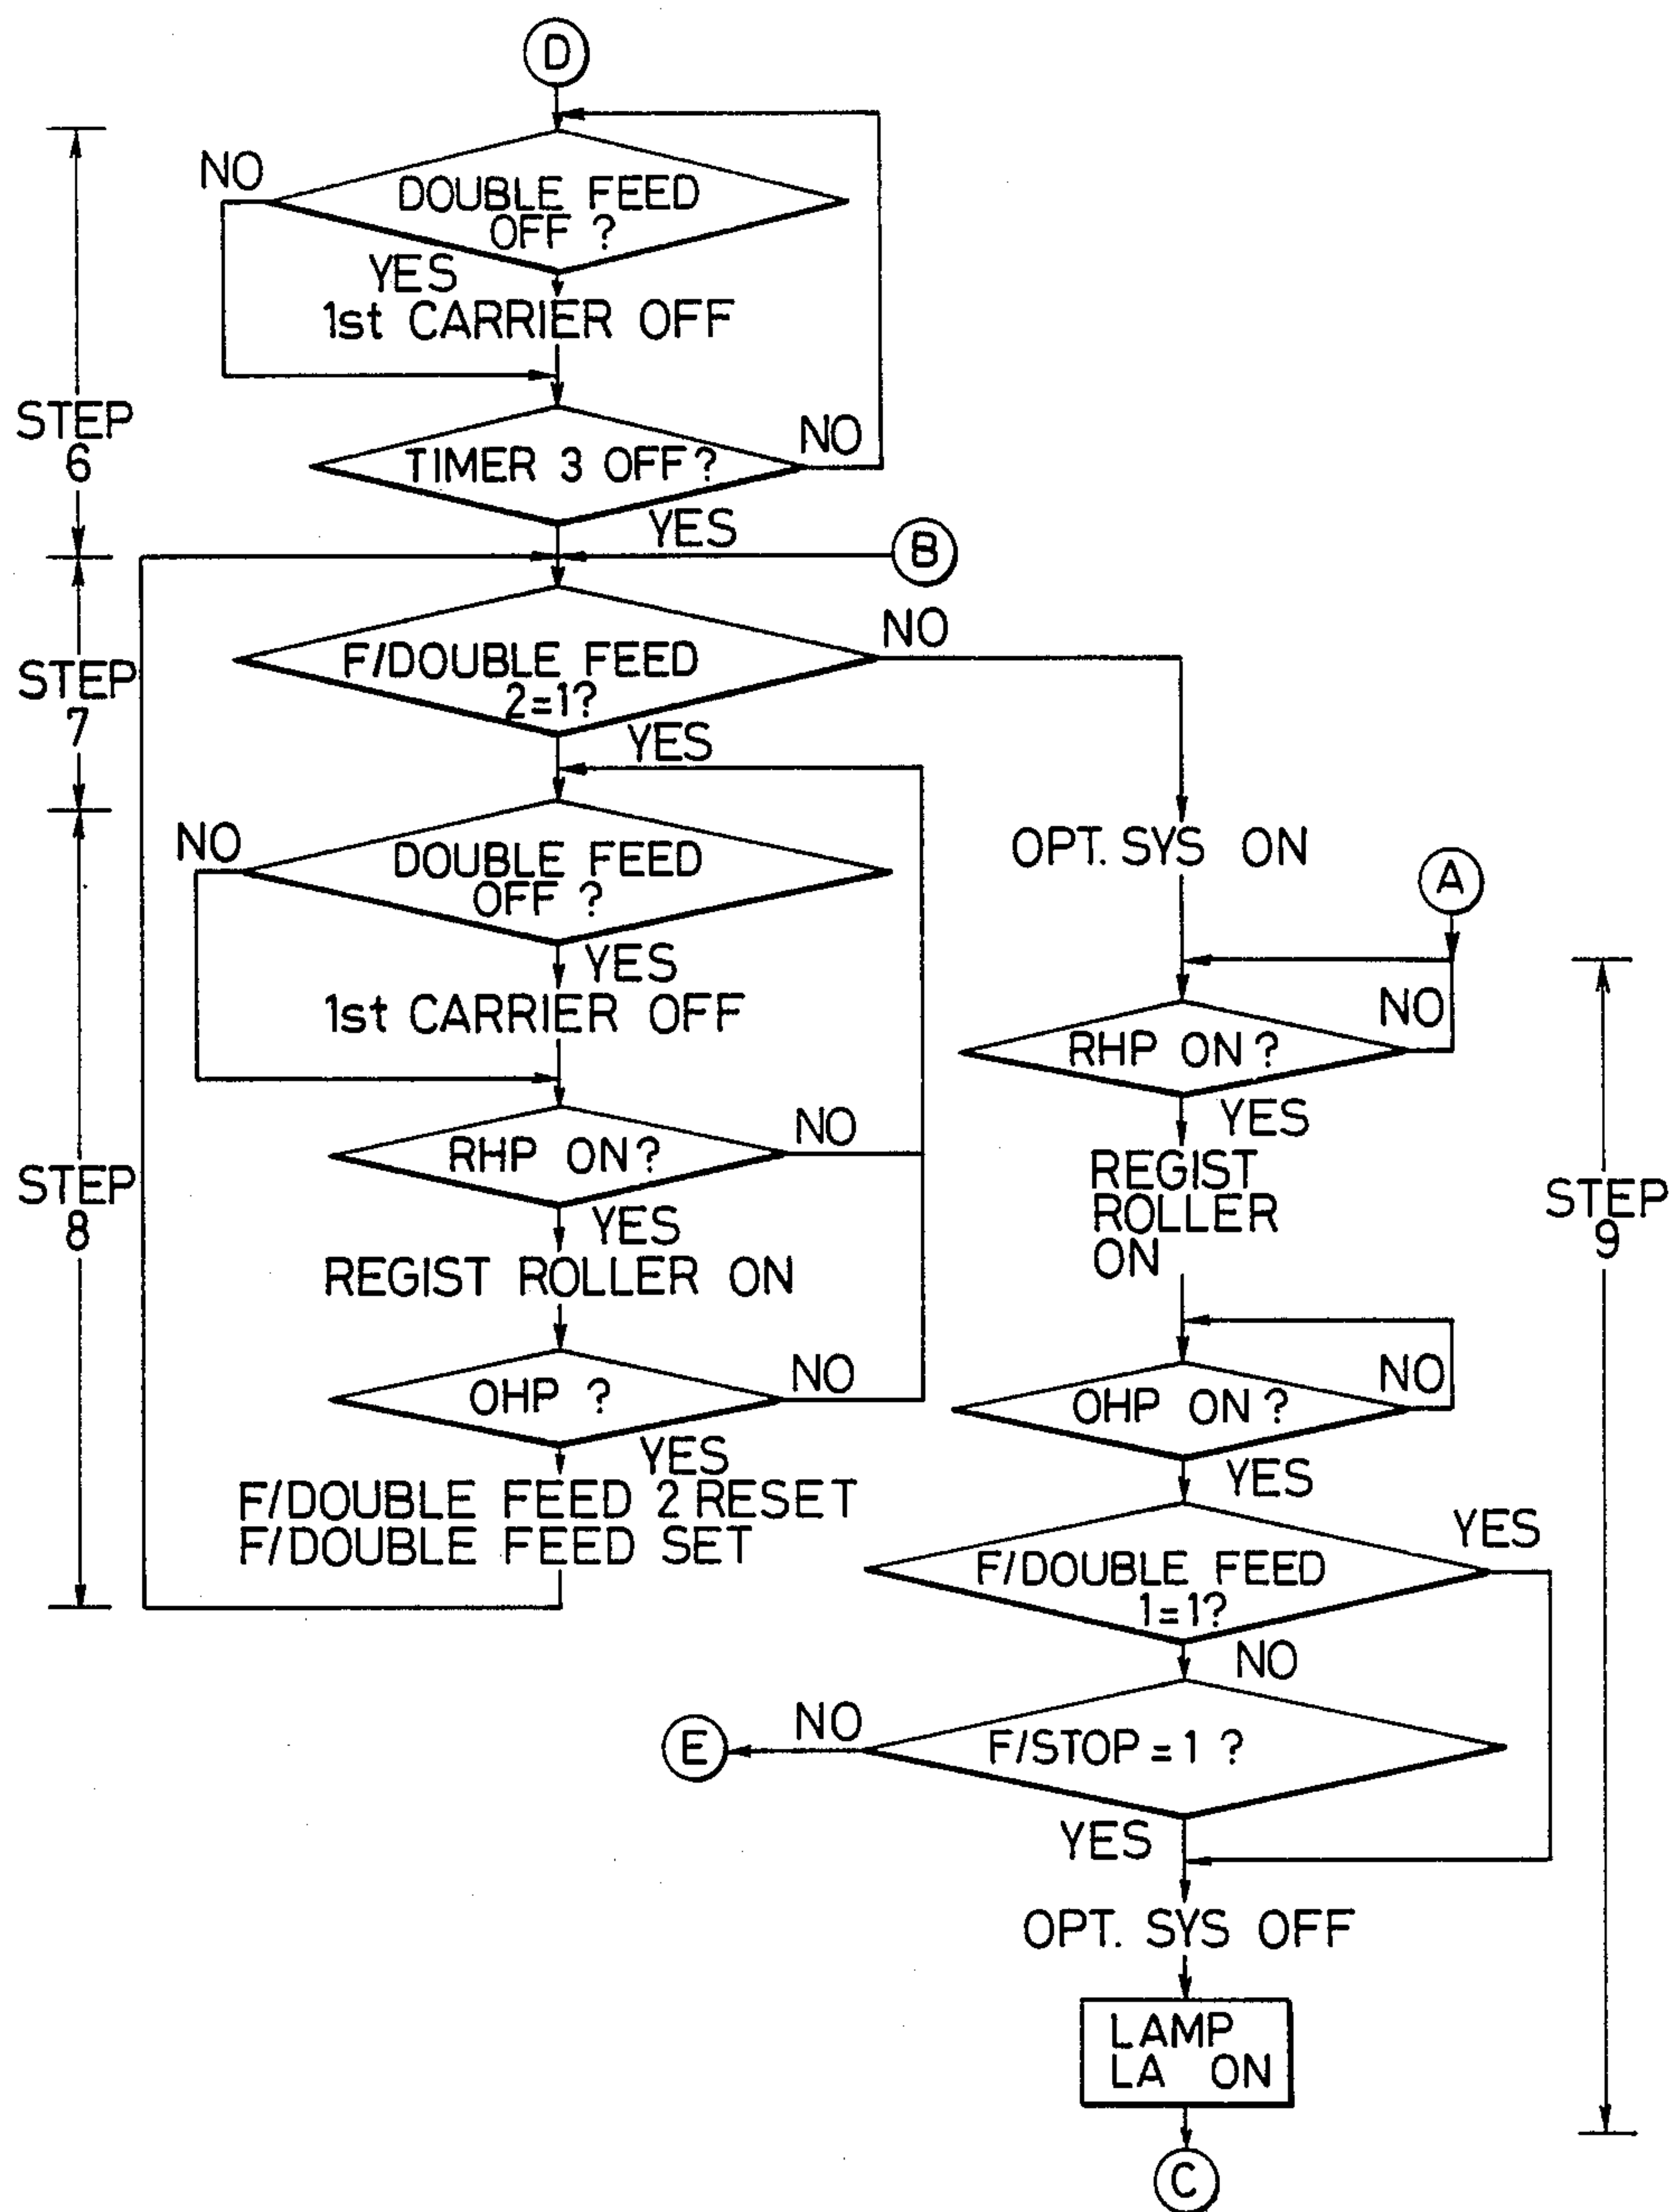 D
NO
DOUBLE FEED
OFF ?
YES
1st CARRIER OFF
STEP
6
NO
TIMER 3 OFF?
YES
B
STEP
7
NO
F/DOUBLE FEED
2=1?
YES
NO
DOUBLE FEED
OFF ?
YES
1st CARRIER OFF
STEP
8
RHP ON?
NO
YES
REGIST ROLLER ON
OHP ?
NO
YES
F/DOUBLE FEED 2 RESET
F/DOUBLE FEED SET
OPT. SYS ON
A
NO
RHP ON?
YES
REGIST
ROLLER
ON
STEP
9
NO
OHP ON?
YES
YES
F/DOUBLE FEED
1=1?
NO
NO
E
F/STOP = 1 ?
YES
OPT. SYS OFF
LAMP
LA ON
C